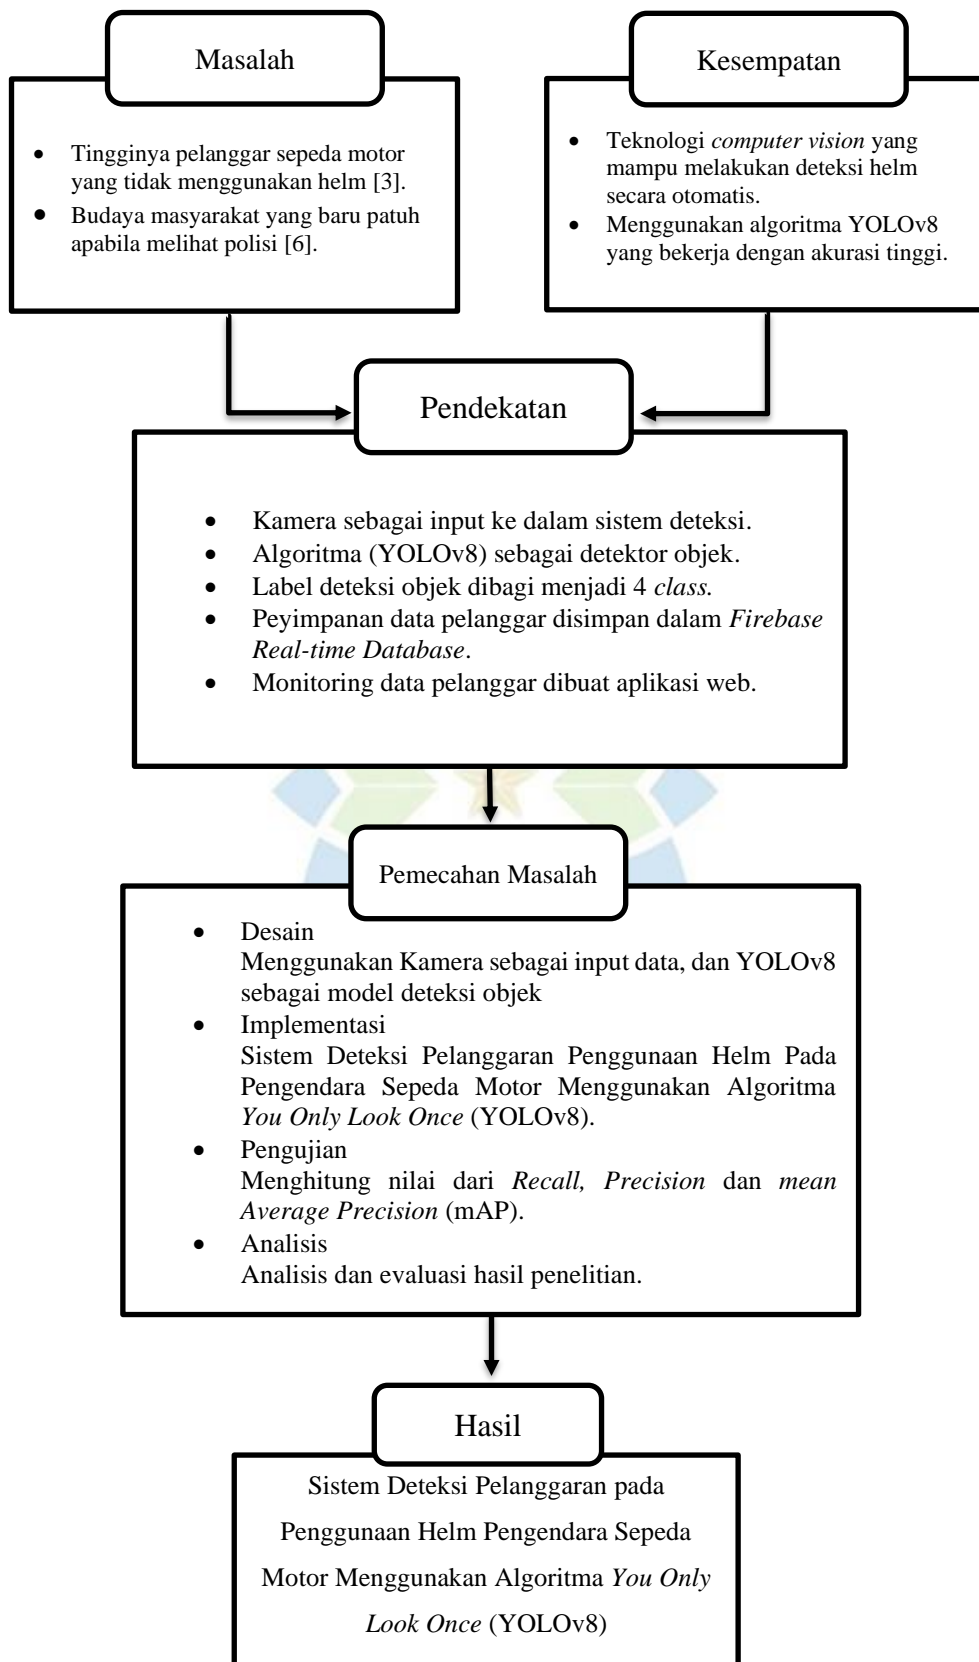 Masalah
• Tingginya pelanggar sepeda motor
yang tidak menggunakan helm [3].
• Budaya masyarakat yang baru patuh
apabila melihat polisi [6].
Kesempatan
• Teknologi computer vision yang
mampu melakukan deteksi helm
secara otomatis.
• Menggunakan algoritma YOLOv8
yang bekerja dengan akurasi tinggi.
Pendekatan
• Kamera sebagai input ke dalam sistem deteksi.
• Algoritma (YOLOv8) sebagai detektor objek.
• Label deteksi objek dibagi menjadi 4 class.
• Peyimpanan data pelanggar disimpan dalam Firebase
Real-time Database.
• Monitoring data pelanggar dibuat aplikasi web.
Pemecahan Masalah
• Desain
Menggunakan Kamera sebagai input data, dan YOLOv8
sebagai model deteksi objek
• Implementasi
Sistem Deteksi Pelanggaran Penggunaan Helm Pada
Pengendara Sepeda Motor Menggunakan Algoritma
You Only Look Once (YOLOv8).
• Pengujian
Menghitung nilai dari Recall, Precision dan mean
Average Precision (mAP).
• Analisis
Analisis dan evaluasi hasil penelitian.
Hasil
Sistem Deteksi Pelanggaran pada
Penggunaan Helm Pengendara Sepeda
Motor Menggunakan Algoritma You Only
Look Once (YOLOv8)